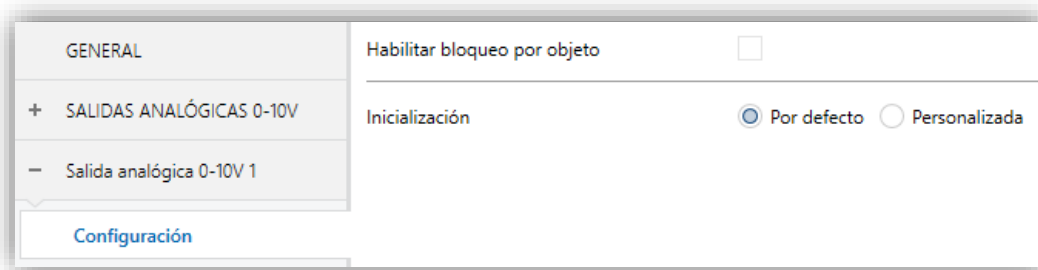 GENERAL
Habilitar bloqueo por objeto
+ SALIDAS ANALÓGICAS 0-10V
Inicialización
Por defecto
Personalizada
− Salida analógica 0-10V 1
Configuración